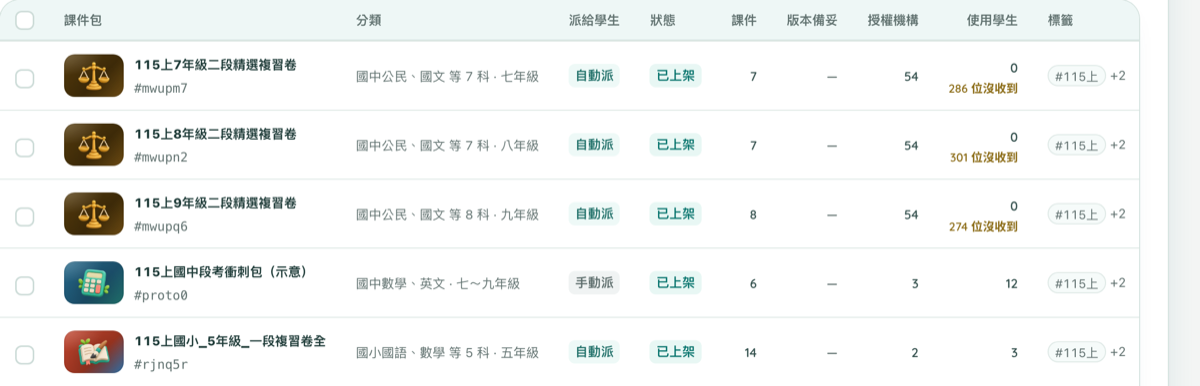 課件包 分類 派給學生 狀態 課件 版本備妥 授權機構 使用學生 標籤
115上7年級二段精選複習卷
#mwupm7
國中公民、國文 等 7 科 · 七年級 自動派 已上架 7 — 54 0
286 位沒收到
#115上 +2
115上8年級二段精選複習卷
#mwupn2
國中公民、國文 等 7 科 · 八年級 自動派 已上架 7 — 54 0
301 位沒收到
#115上 +2
115上9年級二段精選複習卷
#mwupq6
國中公民、國文 等 8 科 · 九年級 自動派 已上架 8 — 54 0
274 位沒收到
#115上 +2
115上國中段考衝刺包（示意）
#proto0
國中數學、英文 · 七～九年級 手動派 已上架 6 — 3 12 #115上 +2
115上國小_5年級_一段複習卷全
#rjnq5r
國小國語、數學 等 5 科 · 五年級 自動派 已上架 14 — 2 3 #115上 +2